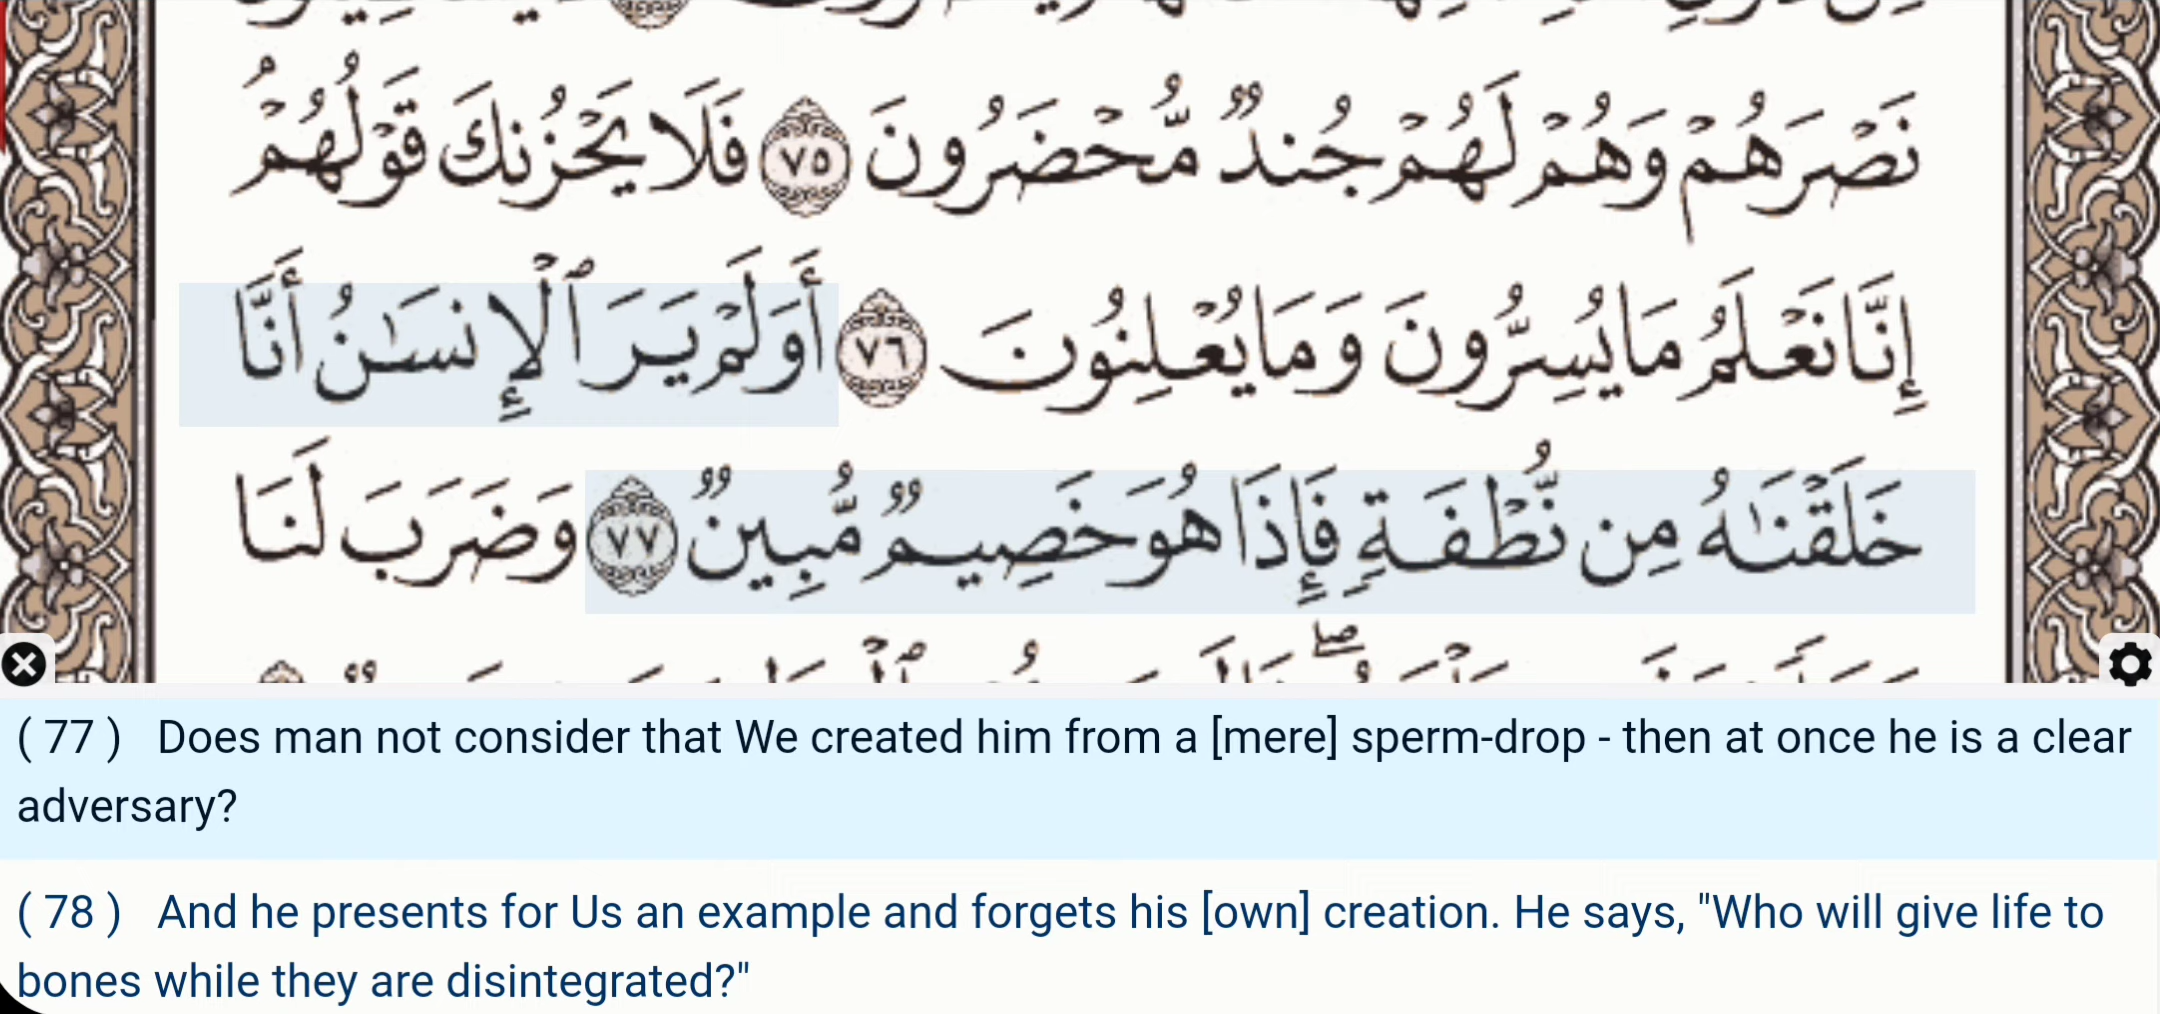 نَصْرَهُمْ وَهُمْ لَهُمْ جُندٌ مُّحْضَرُونَ ٧٥ فَلَا يَحْزُنكَ قَوْلُهُمْ
إِنَّا نَعْلَمُ مَا يُسِرُّونَ وَمَا يُعْلِنُونَ ٧٦ أَوَلَمْ يَرَ ٱلْإِنسَـٰنُ أَنَّا
خَلَقْنَـٰهُ مِن نُّطْفَةٍ فَإِذَا هُوَ خَصِيمٌ مُّبِينٌ ٧٧ وَضَرَبَ لَنَا
( 77 ) Does man not consider that We created him from a [mere] sperm-drop - then at once he is a clear
adversary?
( 78 ) And he presents for Us an example and forgets his [own] creation. He says, "Who will give life to
bones while they are disintegrated?"